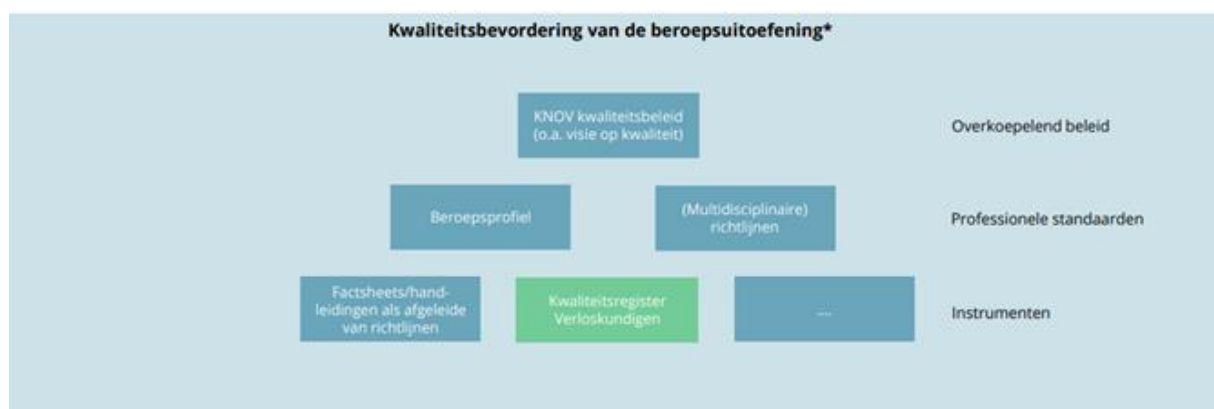 Kwaliteitsbevordering van de beroepsuitoefening*
KNOV kwaliteitsbeleid
(o.a. visie op kwaliteit)
Overkoepelend beleid
Beroepsprofiel
(Multidisciplinaire)
richtlijnen
Professionele standaarden
Factsheets/hand-
leidingen als afgeleide
van richtlijnen
Kwaliteitsregister
Verloskundigen
....
Instrumenten